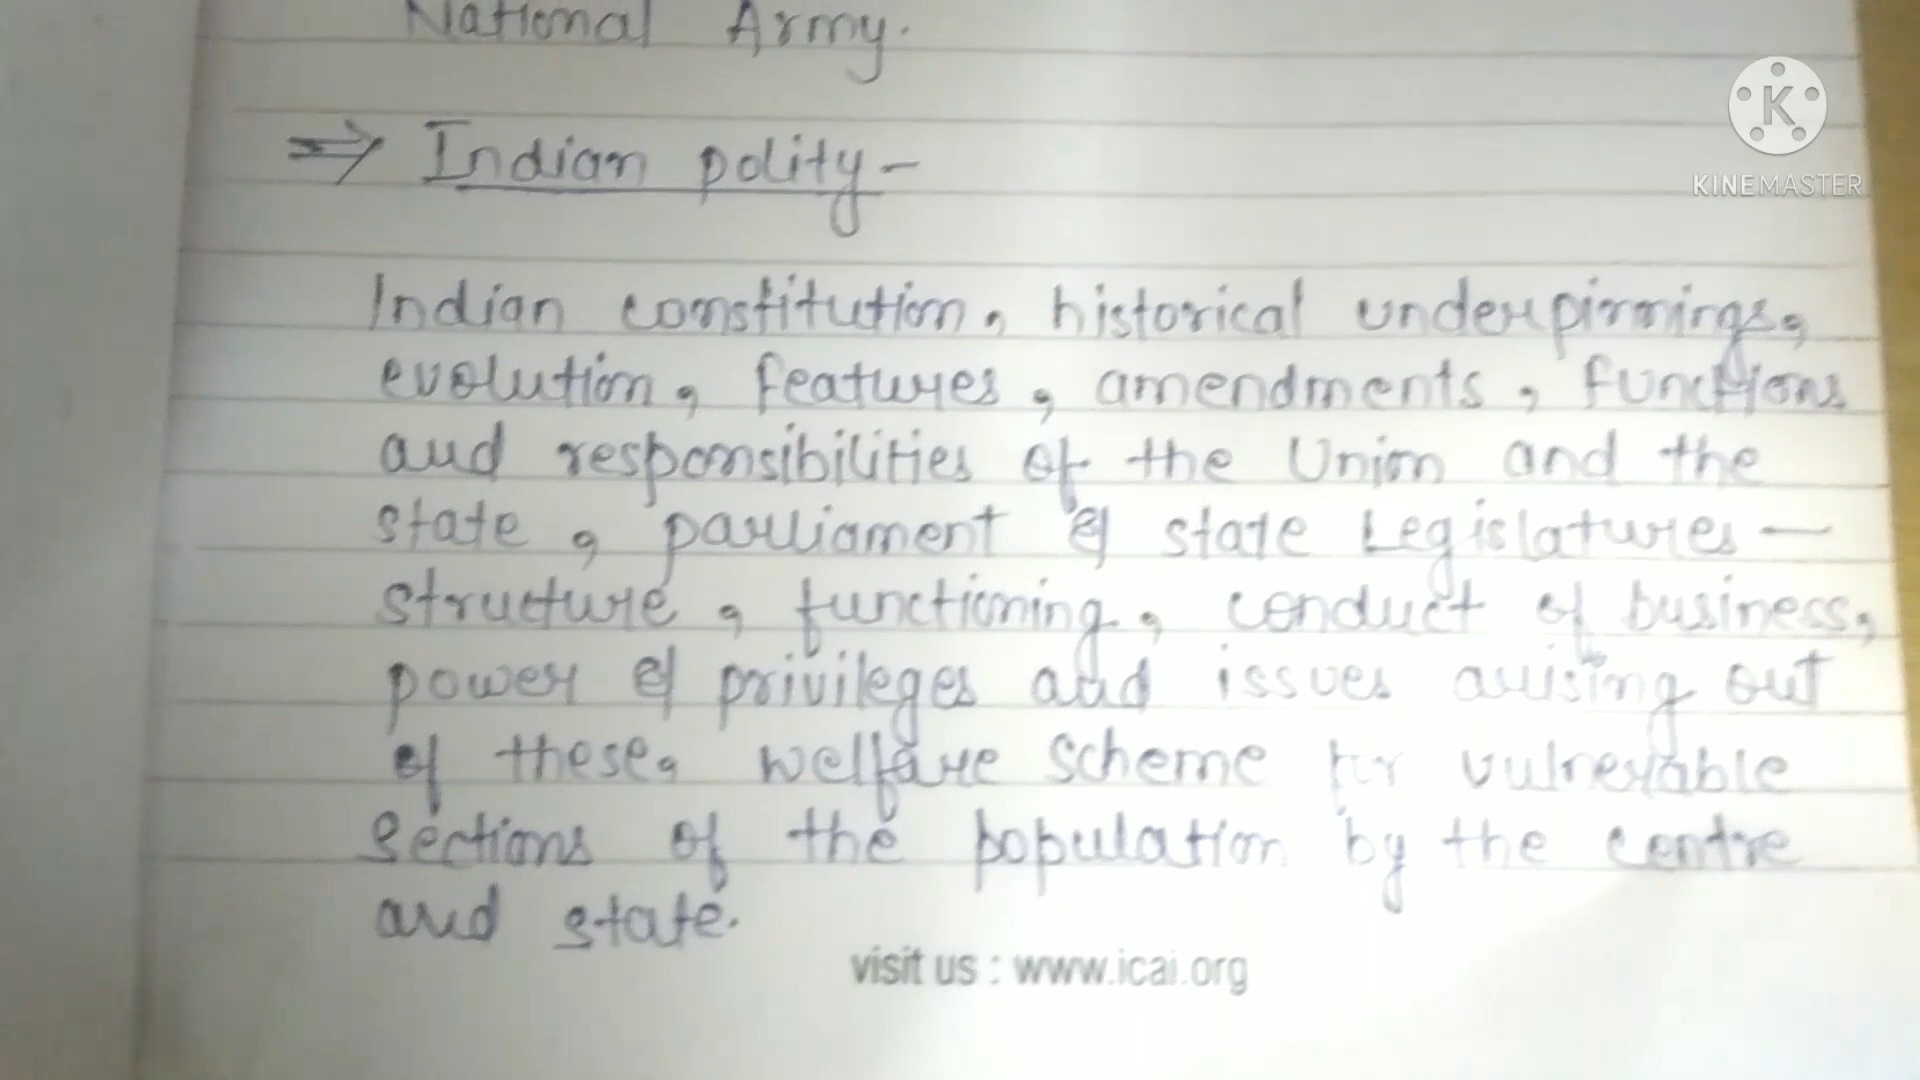 National Army.
⇒ Indian polity -
Indian constitution, historical underpinnings,
evolution, features, amendments, functions
and responsibilities of the Union and the
state, parliament & state Legislatures -
structure, functioning, conduct of business,
power & privileges and issues arising out
of these, welfare scheme for vulnerable
sections of the population by the centre
and state.
visit us : www.icai.org
K
KINEMASTER